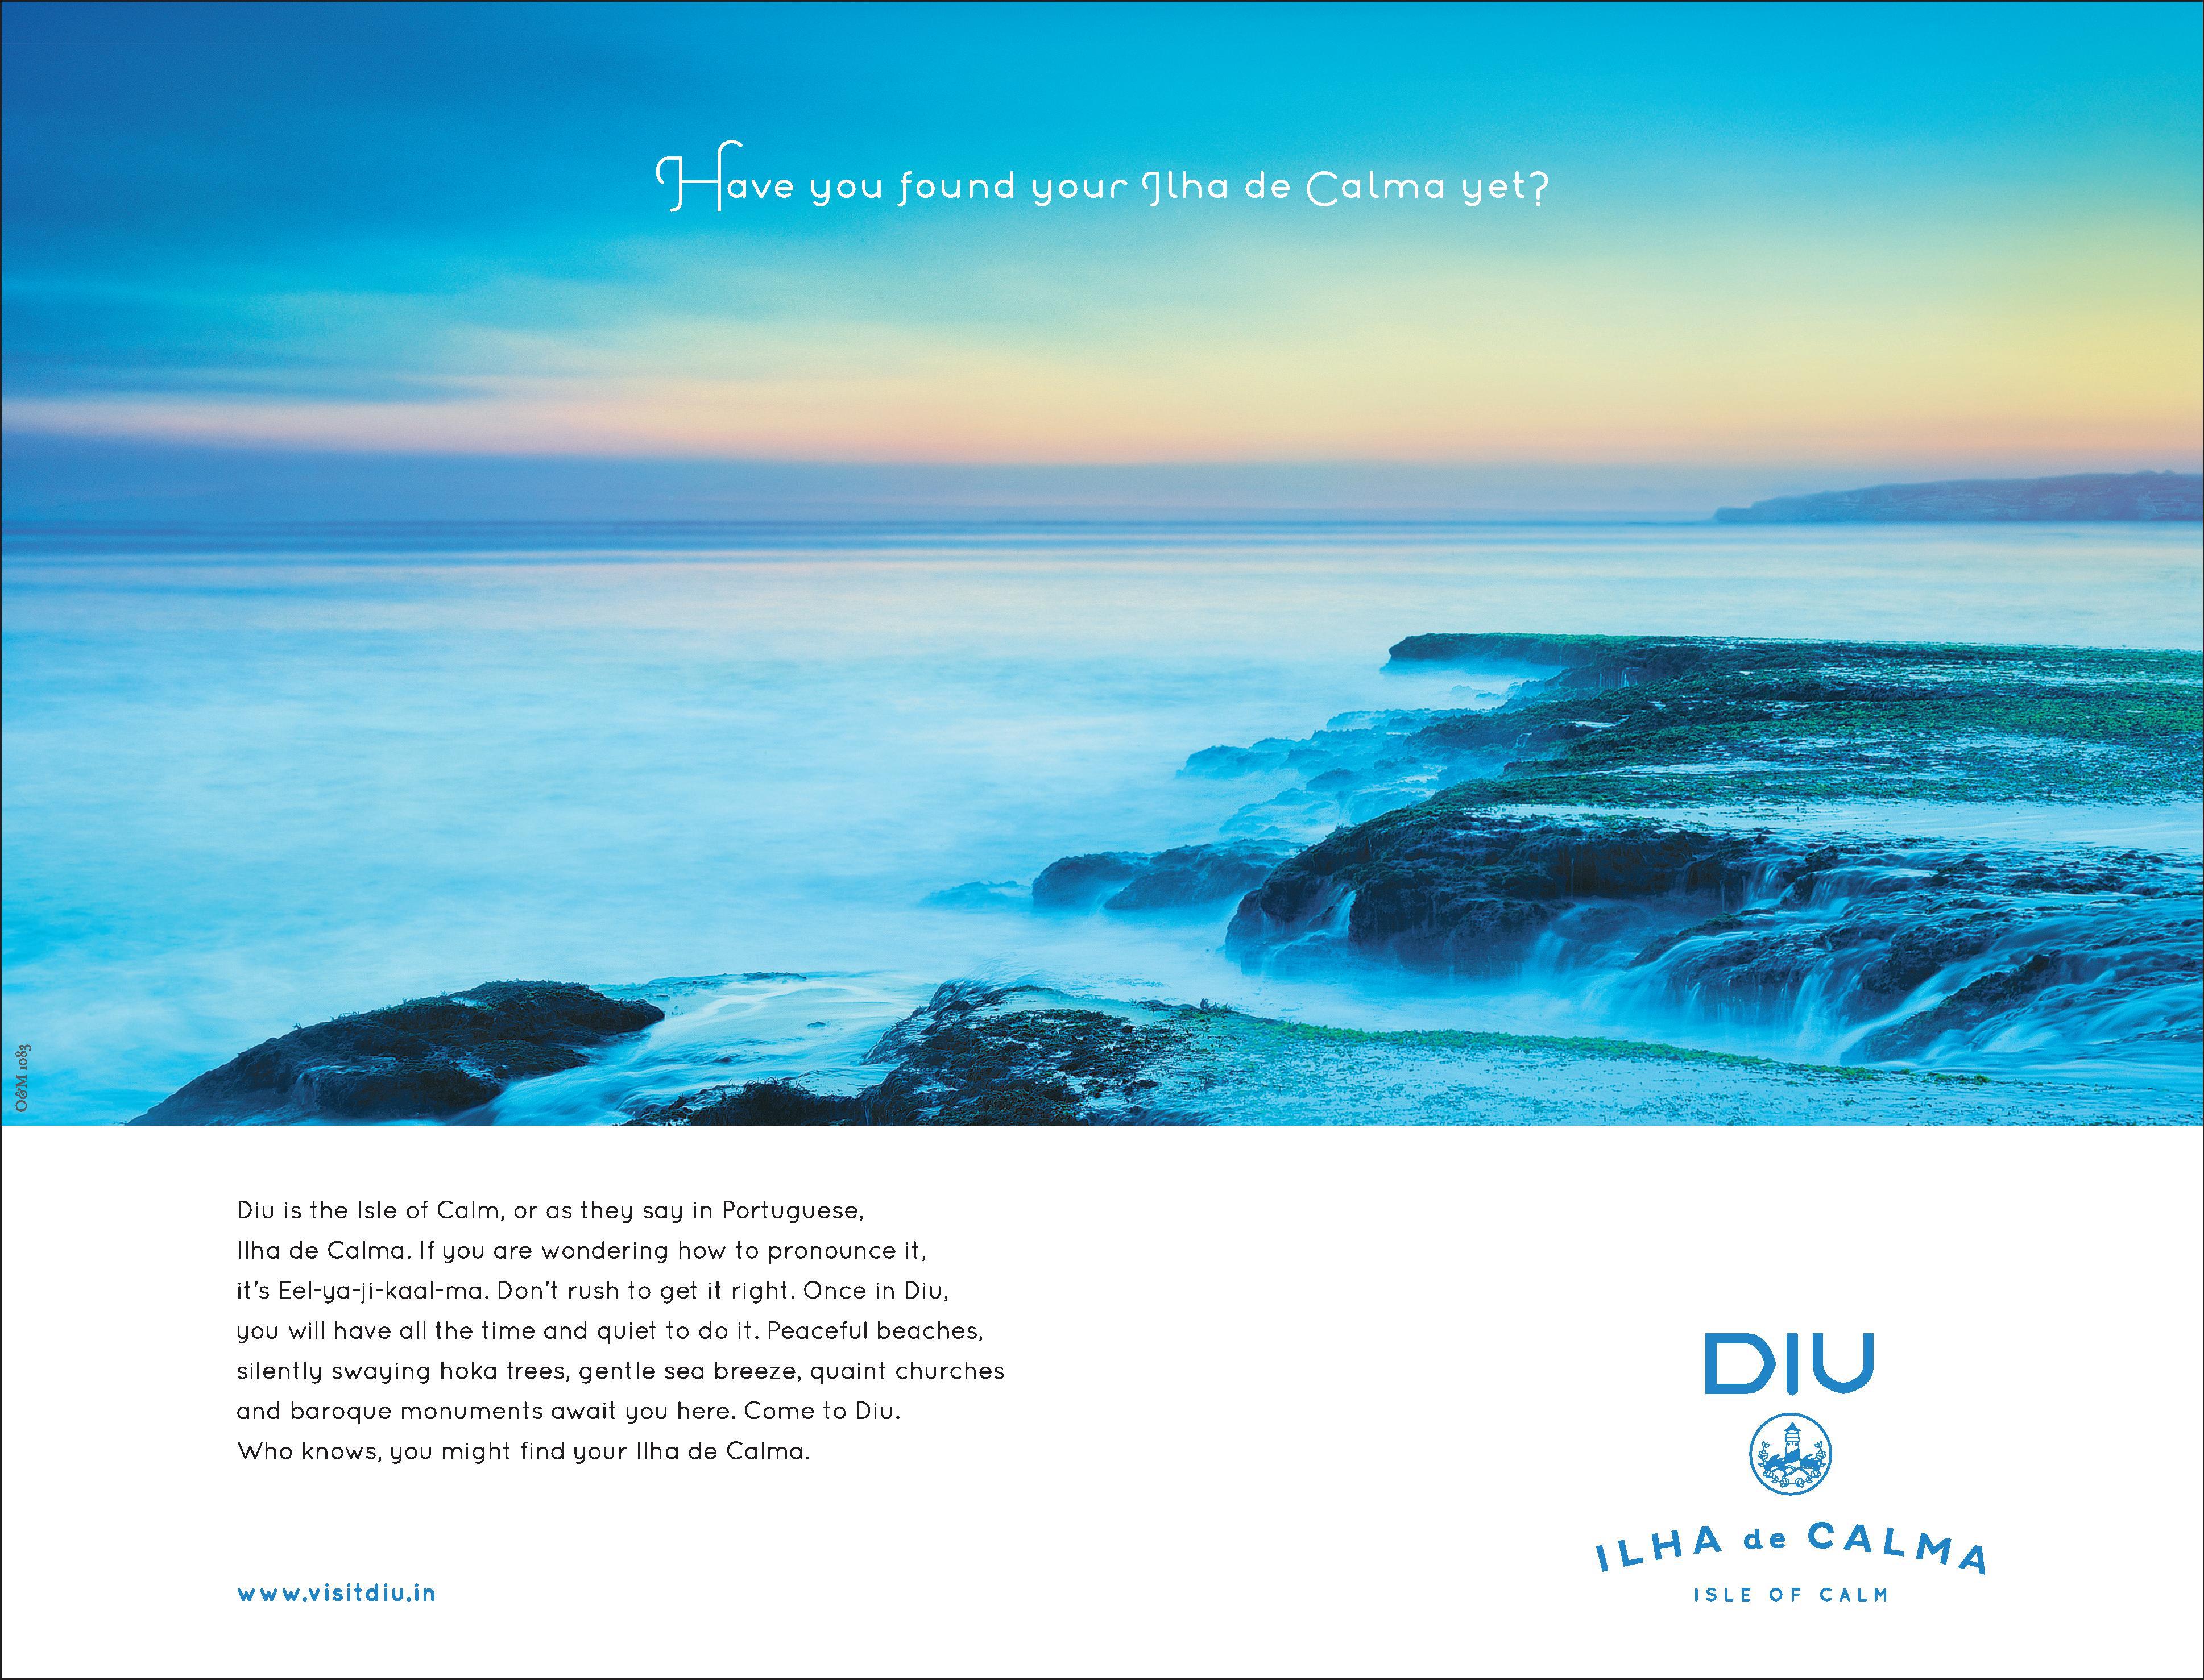 Have you found your Ilha de Calma yet?
O&M 1083
Diu is the Isle of Calm, or as they say in Portuguese,
Ilha de Calma. If you are wondering how to pronounce it,
it's Eel-ya-ji-kaal-ma. Don't rush to get it right. Once in Diu,
you will have all the time and quiet to do it. Peaceful beaches,
silently swaying hoka trees, gentle sea breeze, quaint churches
and baroque monuments await you here. Come to Diu.
Who knows, you might find your Ilha de Calma.
www.visitdiu.in
DIU
ILHA de CALMA
ISLE OF CALM